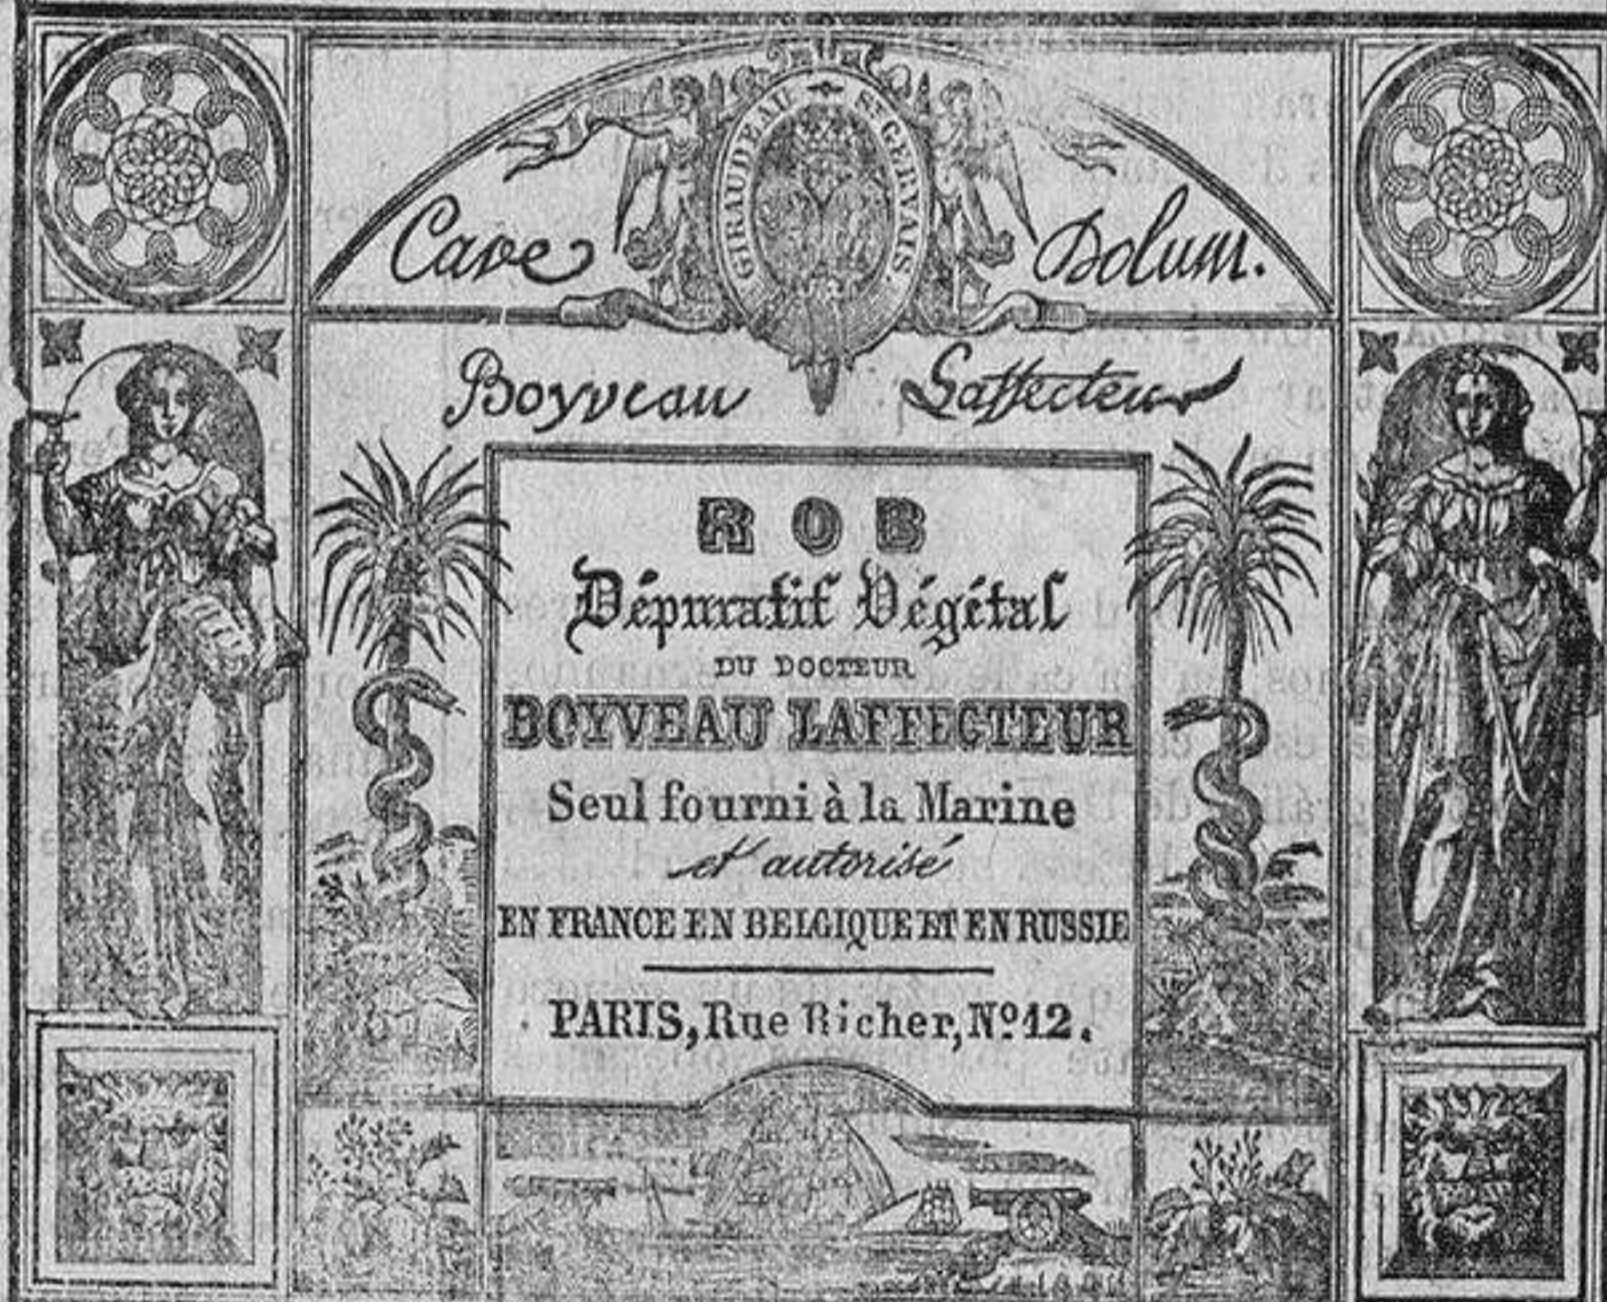 GIRAUDEAU ST GERVAIS.
Cave Dolum.
Boyveau Laffecteur
ROB
Dépuratif Végétal
DU DOCTEUR
BOYVEAU LAFFECTEUR
Seul fourni à la Marine
et autorisé
EN FRANCE EN BELGIQUE ET EN RUSSIE
PARIS, Rue Richer, Nº 12.